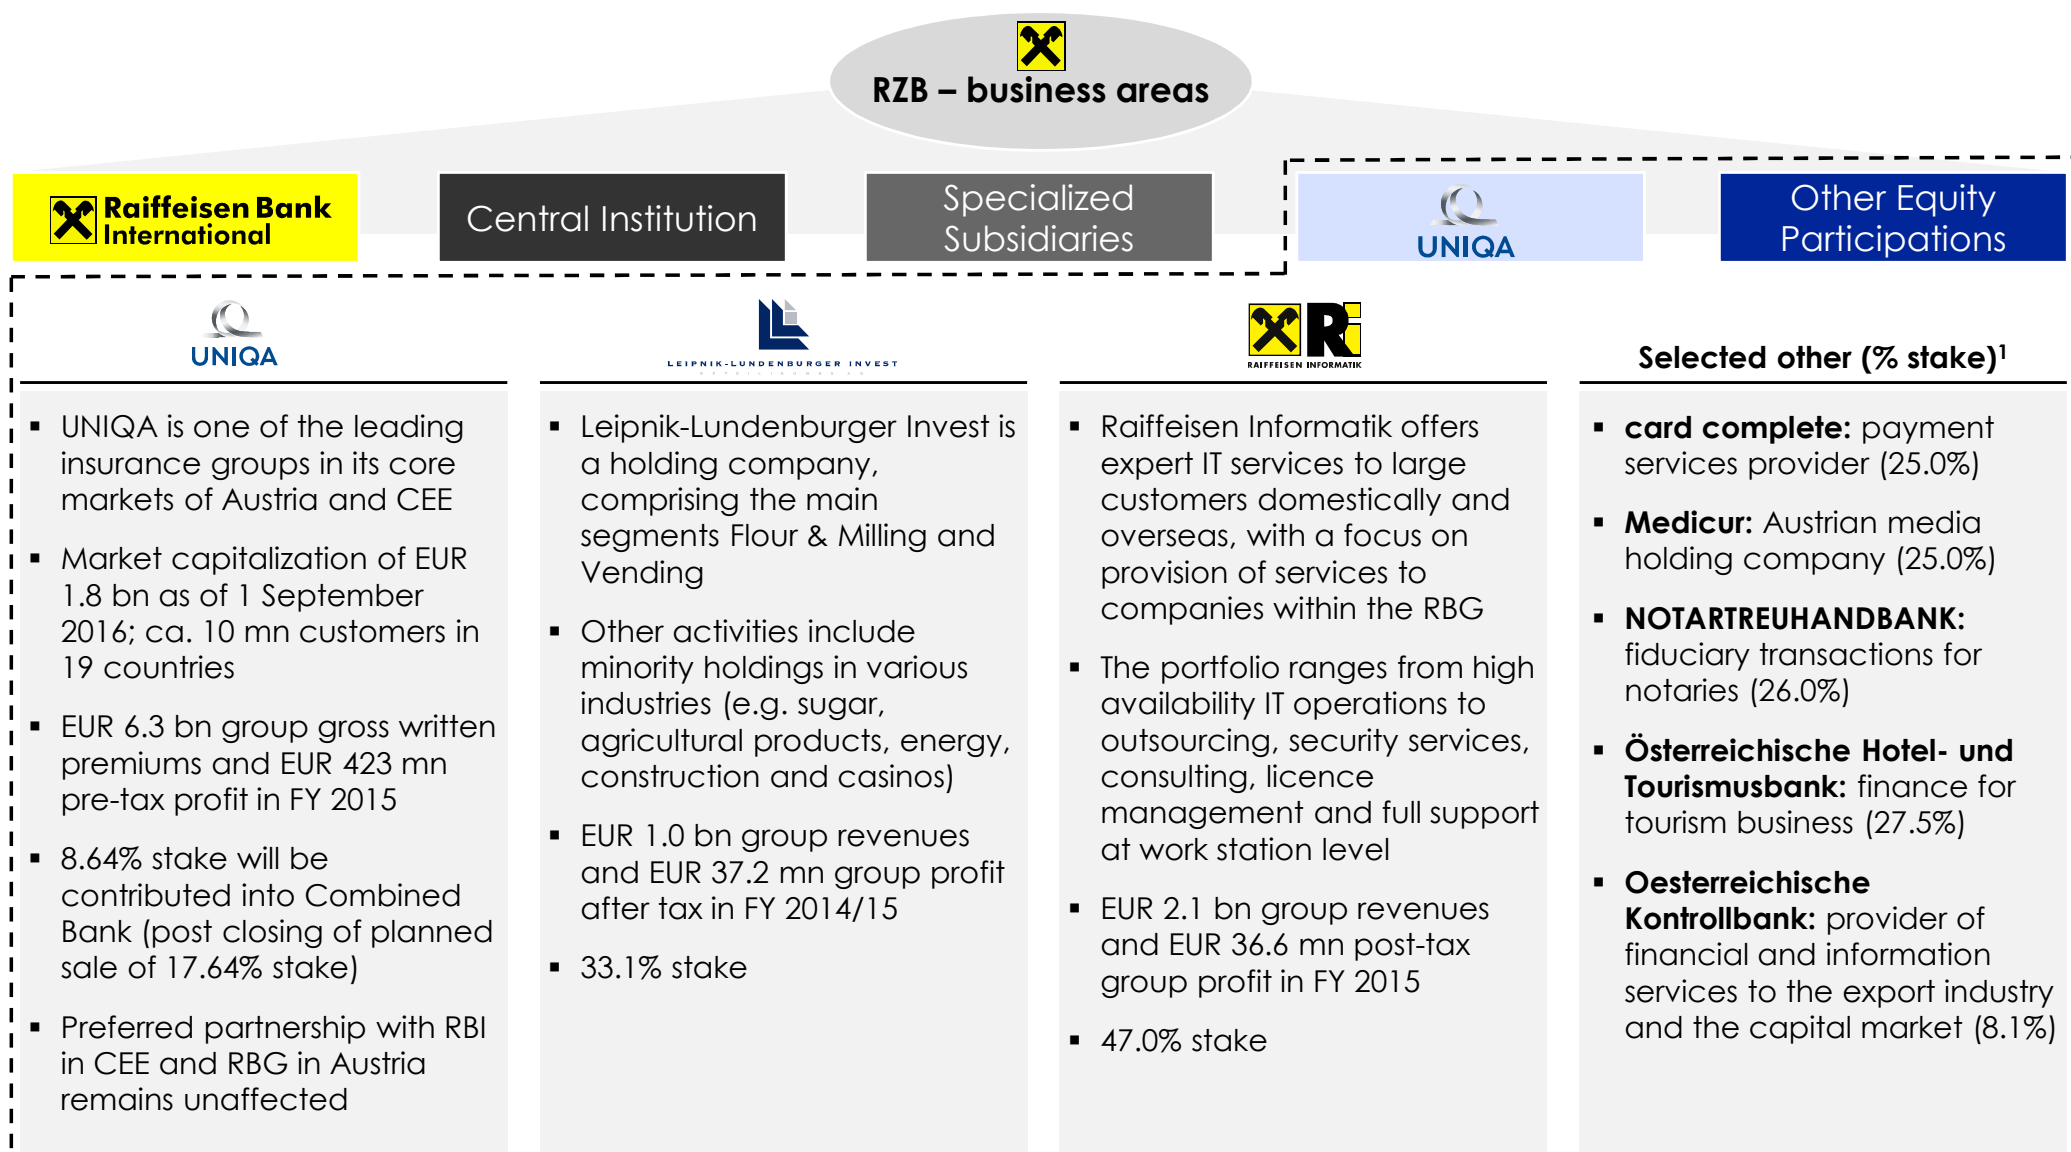 RZB – business areas
Raiffeisen Bank
International
Central Institution
Specialized
Subsidiaries
UNIQA
Other Equity
Participations
UNIQA
▪ UNIQA is one of the leading
insurance groups in its core
markets of Austria and CEE
▪ Market capitalization of EUR
1.8 bn as of 1 September
2016; ca. 10 mn customers in
19 countries
▪ EUR 6.3 bn group gross written
premiums and EUR 423 mn
pre-tax profit in FY 2015
▪ 8.64% stake will be
contributed into Combined
Bank (post closing of planned
sale of 17.64% stake)
▪ Preferred partnership with RBI
in CEE and RBG in Austria
remains unaffected
LEIPNIK-LUNDENBURGER INVEST
▪ Leipnik-Lundenburger Invest is
a holding company,
comprising the main
segments Flour & Milling and
Vending
▪ Other activities include
minority holdings in various
industries (e.g. sugar,
agricultural products, energy,
construction and casinos)
▪ EUR 1.0 bn group revenues
and EUR 37.2 mn group profit
after tax in FY 2014/15
▪ 33.1% stake
Ri
RAIFFEISEN INFORMATIK
▪ Raiffeisen Informatik offers
expert IT services to large
customers domestically and
overseas, with a focus on
provision of services to
companies within the RBG
▪ The portfolio ranges from high
availability IT operations to
outsourcing, security services,
consulting, licence
management and full support
at work station level
▪ EUR 2.1 bn group revenues
and EUR 36.6 mn post-tax
group profit in FY 2015
▪ 47.0% stake
Selected other (% stake)¹
▪ card complete: payment
services provider (25.0%)
▪ Medicur: Austrian media
holding company (25.0%)
▪ NOTARTREUHANDBANK:
fiduciary transactions for
notaries (26.0%)
▪ Österreichische Hotel- und
Tourismusbank: finance for
tourism business (27.5%)
▪ Oesterreichische
Kontrollbank: provider of
financial and information
services to the export industry
and the capital market (8.1%)